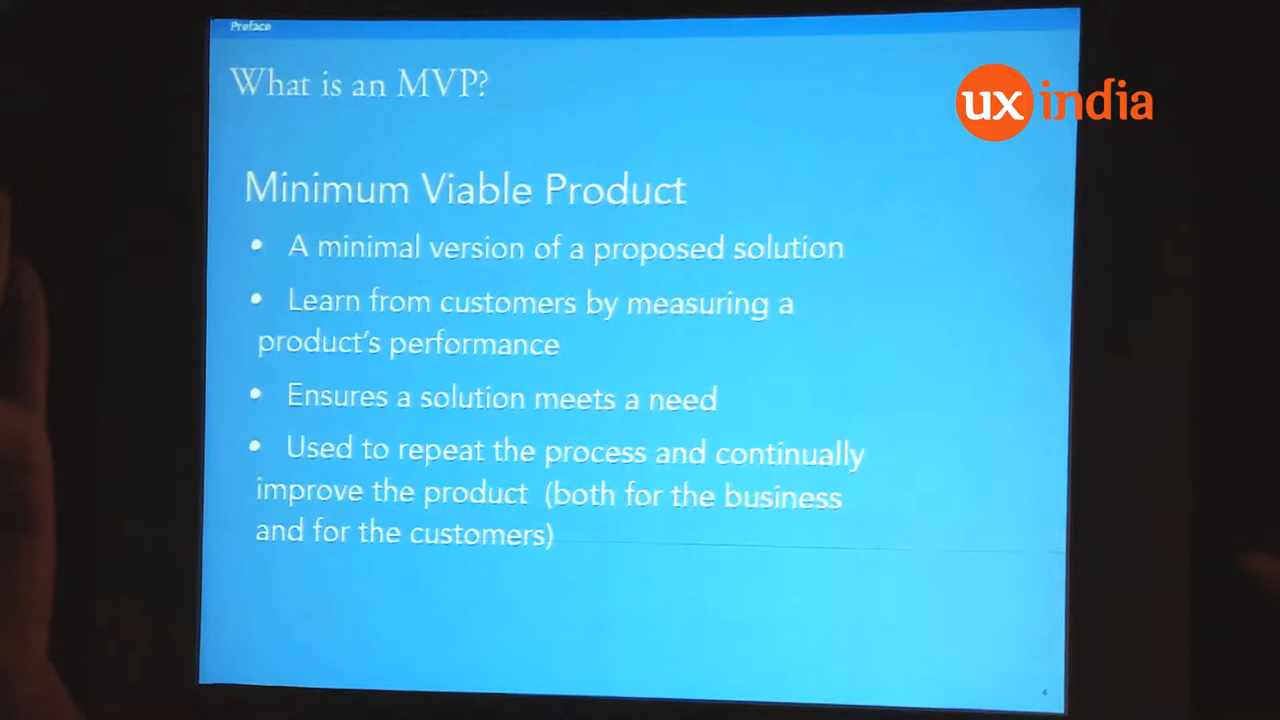 Preface
What is an MVP?
ux india
Minimum Viable Product
• A minimal version of a proposed solution
• Learn from customers by measuring a
product's performance
• Ensures a solution meets a need
• Used to repeat the process and continually
improve the product (both for the business
and for the customers)
4